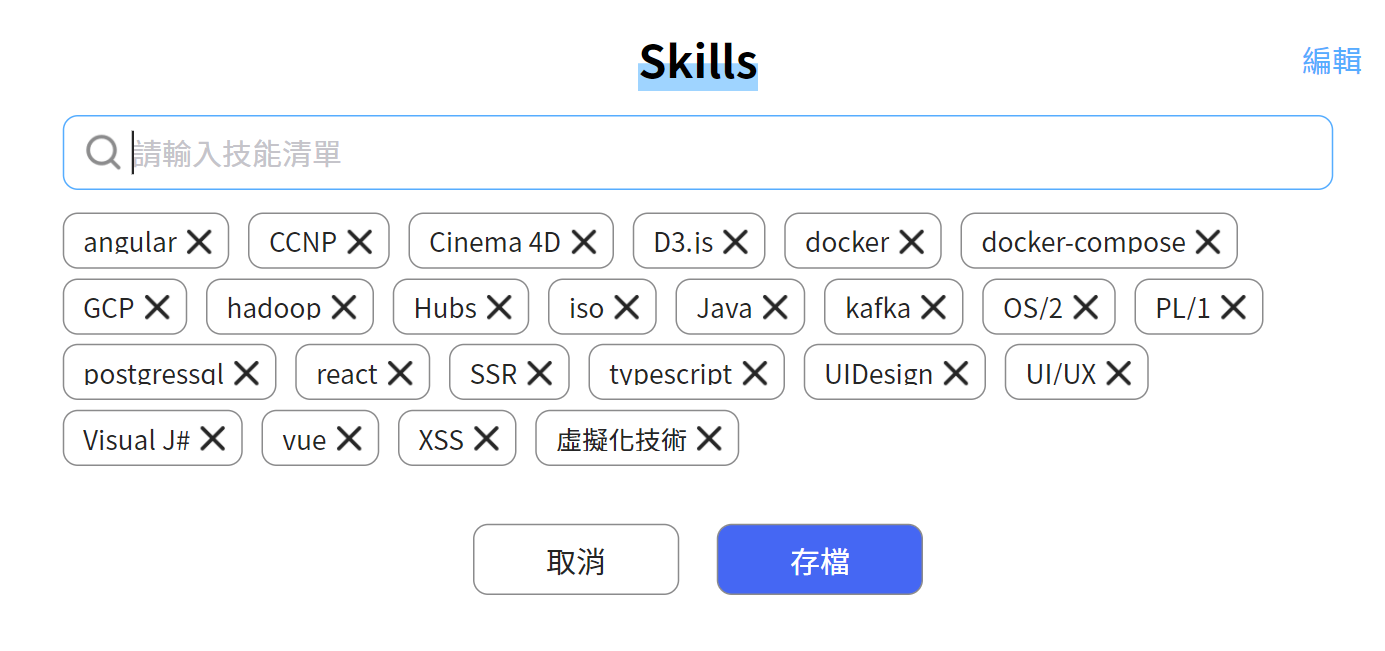 Skills
編輯
請輸入技能清單
angular CCNP Cinema 4D D3.js docker docker-compose
GCP hadoop Hubs iso Java kafka OS/2 PL/1
postgressql react SSR typescript UIDesign UI/UX
Visual J# vue XSS 虛擬化技術
取消 存檔